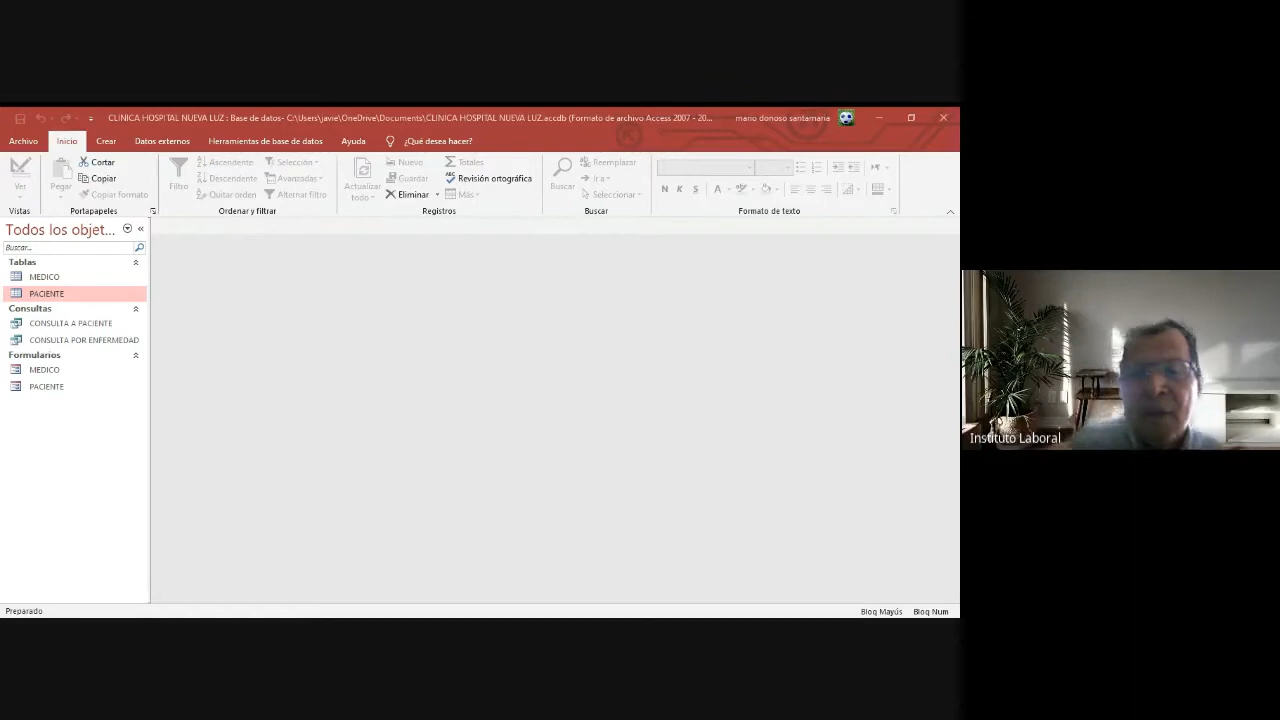 CLINICA HOSPITAL NUEVA LUZ : Base de datos- C:\Users\javie\OneDrive\Documents\CLINICA HOSPITAL NUEVA LUZ.accdb (Formato de archivo Access 2007 - 20... mario donoso santamaria
Archivo Inicio Crear Datos externos Herramientas de base de datos Ayuda ¿Qué desea hacer?
Cortar Ascendente Selección Nuevo Totales Reemplazar
Copiar Descendente Avanzadas Guardar Revisión ortográfica Ir a
Ver Pegar Copiar formato Filtro Quitar orden Alternar filtro Actualizar todo Eliminar Más Buscar Seleccionar N K S A
Vistas Portapapeles Ordenar y filtrar Registros Buscar Formato de texto
Todos los objet...
Buscar...
Tablas
MEDICO
PACIENTE
Consultas
CONSULTA A PACIENTE
CONSULTA POR ENFERMEDAD
Formularios
MEDICO
PACIENTE
Instituto Laboral
Preparado Bloq Mayús Bloq Num